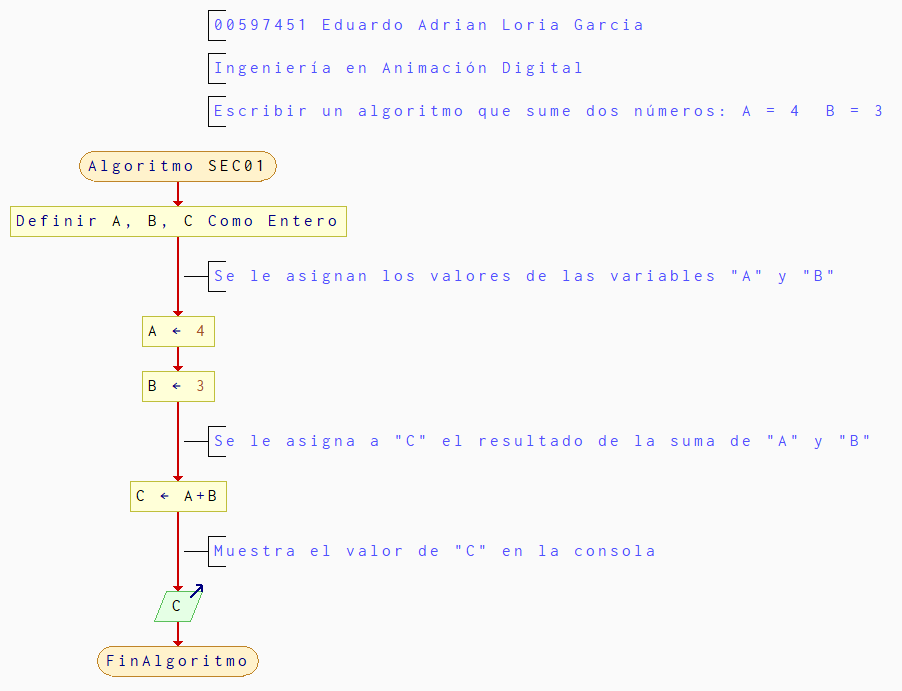 00597451 Eduardo Adrian Loria Garcia
Ingeniería en Animación Digital
Escribir un algoritmo que sume dos números: A = 4  B = 3
Algoritmo SEC01
Definir A, B, C Como Entero
Se le asignan los valores de las variables "A" y "B"
A ← 4
B ← 3
Se le asigna a "C" el resultado de la suma de "A" y "B"
C ← A+B
Muestra el valor de "C" en la consola
C
FinAlgoritmo